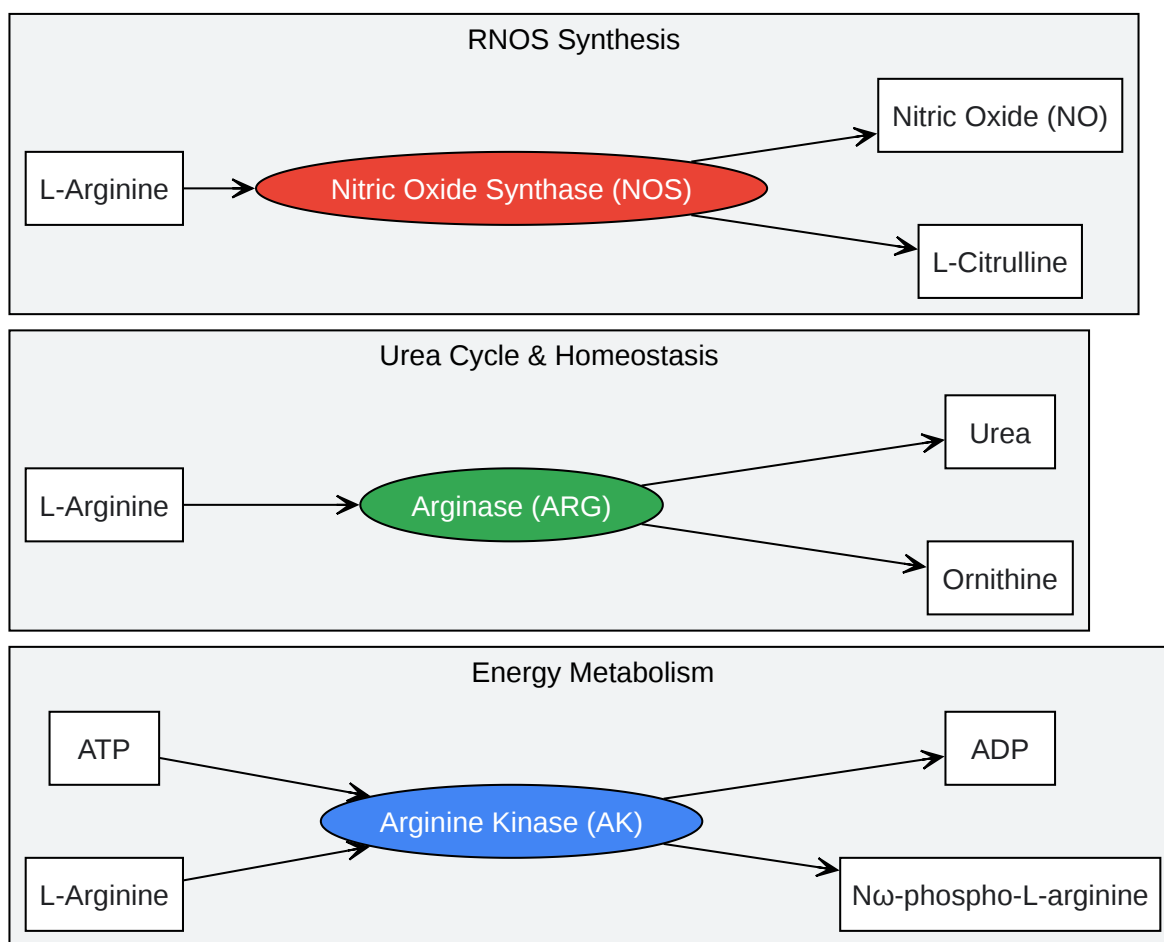 RNOS Synthesis
Nitric Oxide (NO)
L-Arginine
Nitric Oxide Synthase (NOS)
L-Citrulline
Urea Cycle & Homeostasis
Urea
L-Arginine
Arginase (ARG)
Ornithine
Energy Metabolism
ATP
ADP
Arginine Kinase (AK)
L-Arginine
Nω-phospho-L-arginine